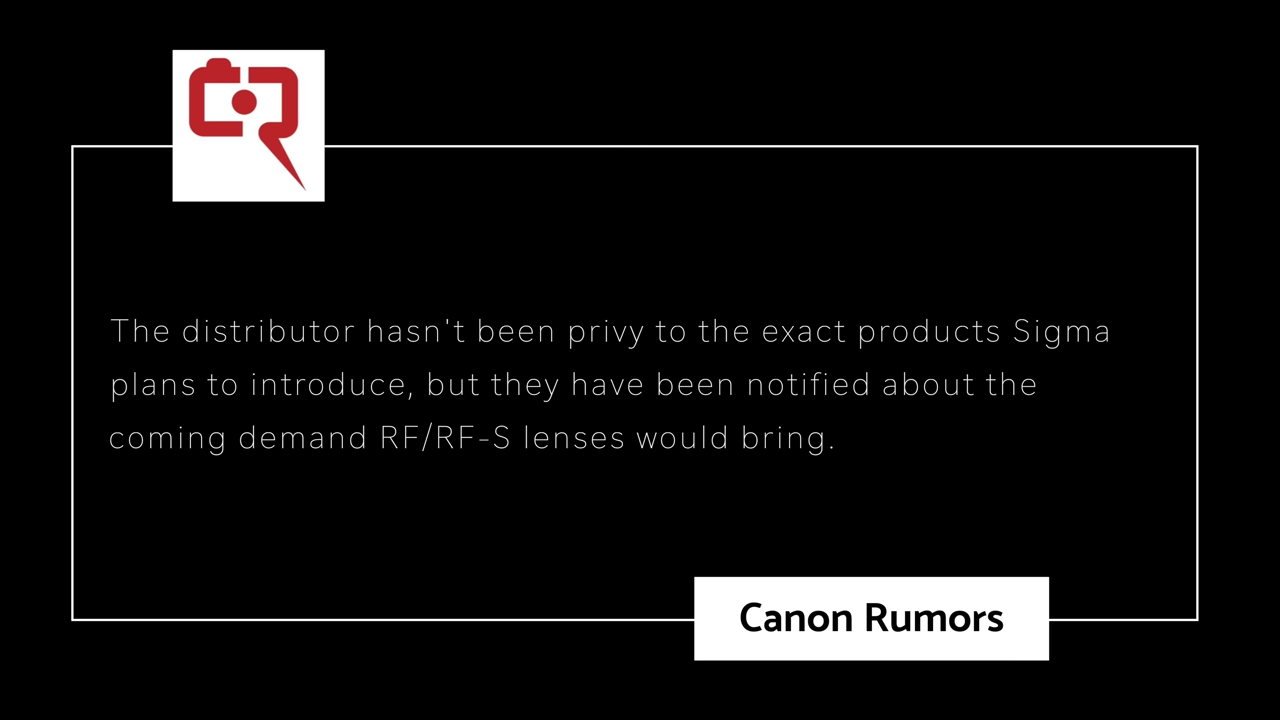 The distributor hasn't been privy to the exact products Sigma
plans to introduce, but they have been notified about the
coming demand RF/RF-S lenses would bring.
Canon Rumors